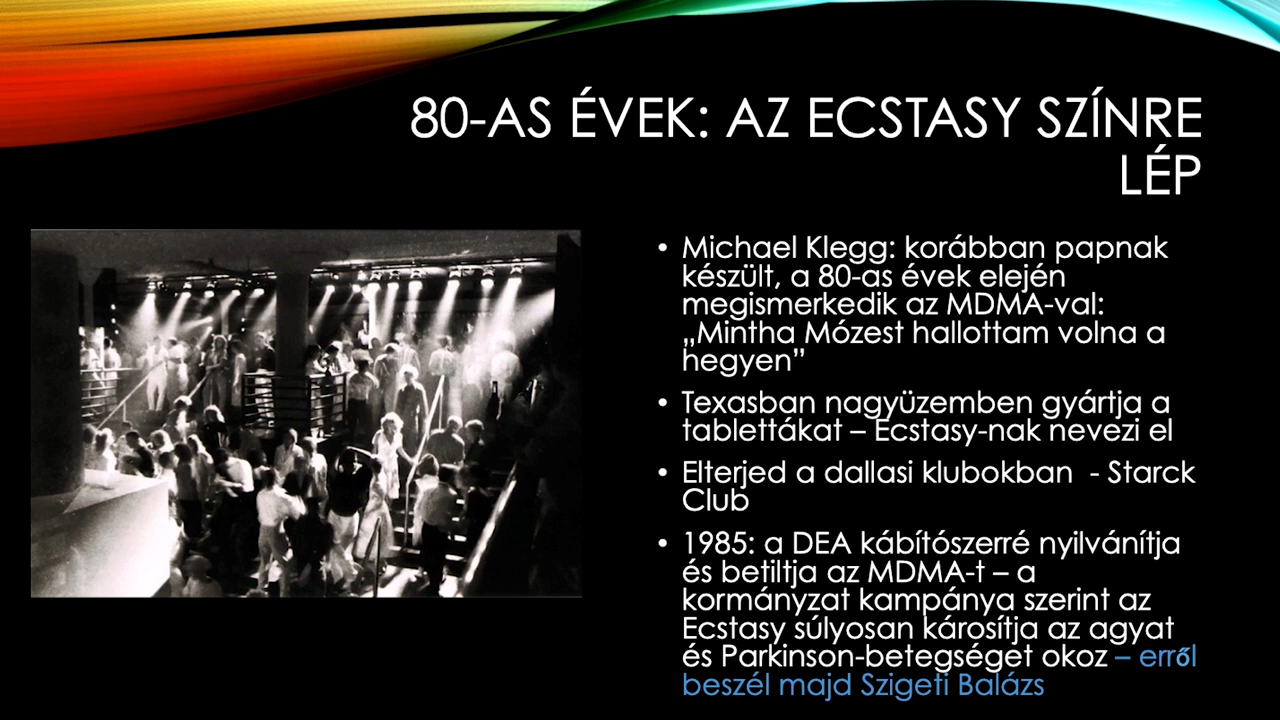 80-AS ÉVEK: AZ ECSTASY SZÍNRE
LÉP
• Michael Klegg: korábban papnak
készült, a 80-as évek elején
megismerkedik az MDMA-val:
„Mintha Mózest hallottam volna a
hegyen”
• Texasban nagyüzemben gyártja a
tablettákat – Ecstasy-nak nevezi el
• Elterjed a dallasi klubokban - Starck
Club
• 1985: a DEA kábítószerré nyilvánítja
és betiltja az MDMA-t – a
kormányzat kampánya szerint az
Ecstasy súlyosan károsítja az agyat
és Parkinson-betegséget okoz – erről
beszél majd Szigeti Balázs